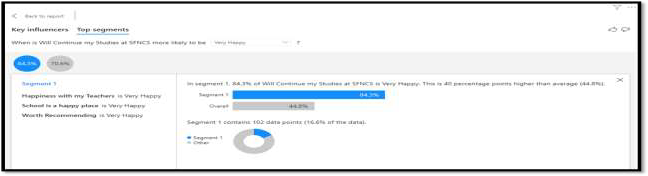 Back to report
Key influencers Top segments
When is Will Continue my Studies at SFNCS more likely to be Very Happy ?
84.3% 70.6%
Segment 1
Happiness with my Teachers is Very Happy
School is a happy place is Very Happy
Worth Recommending is Very Happy
In segment 1, 84.3% of Will Continue my Studies at SFNCS is Very Happy. This is 40 percentage points higher than average (44.8%).
Segment 1 84.3%
Overall 44.8%
Segment 1 contains 102 data points (16.6% of the data).
Segment 1
Other